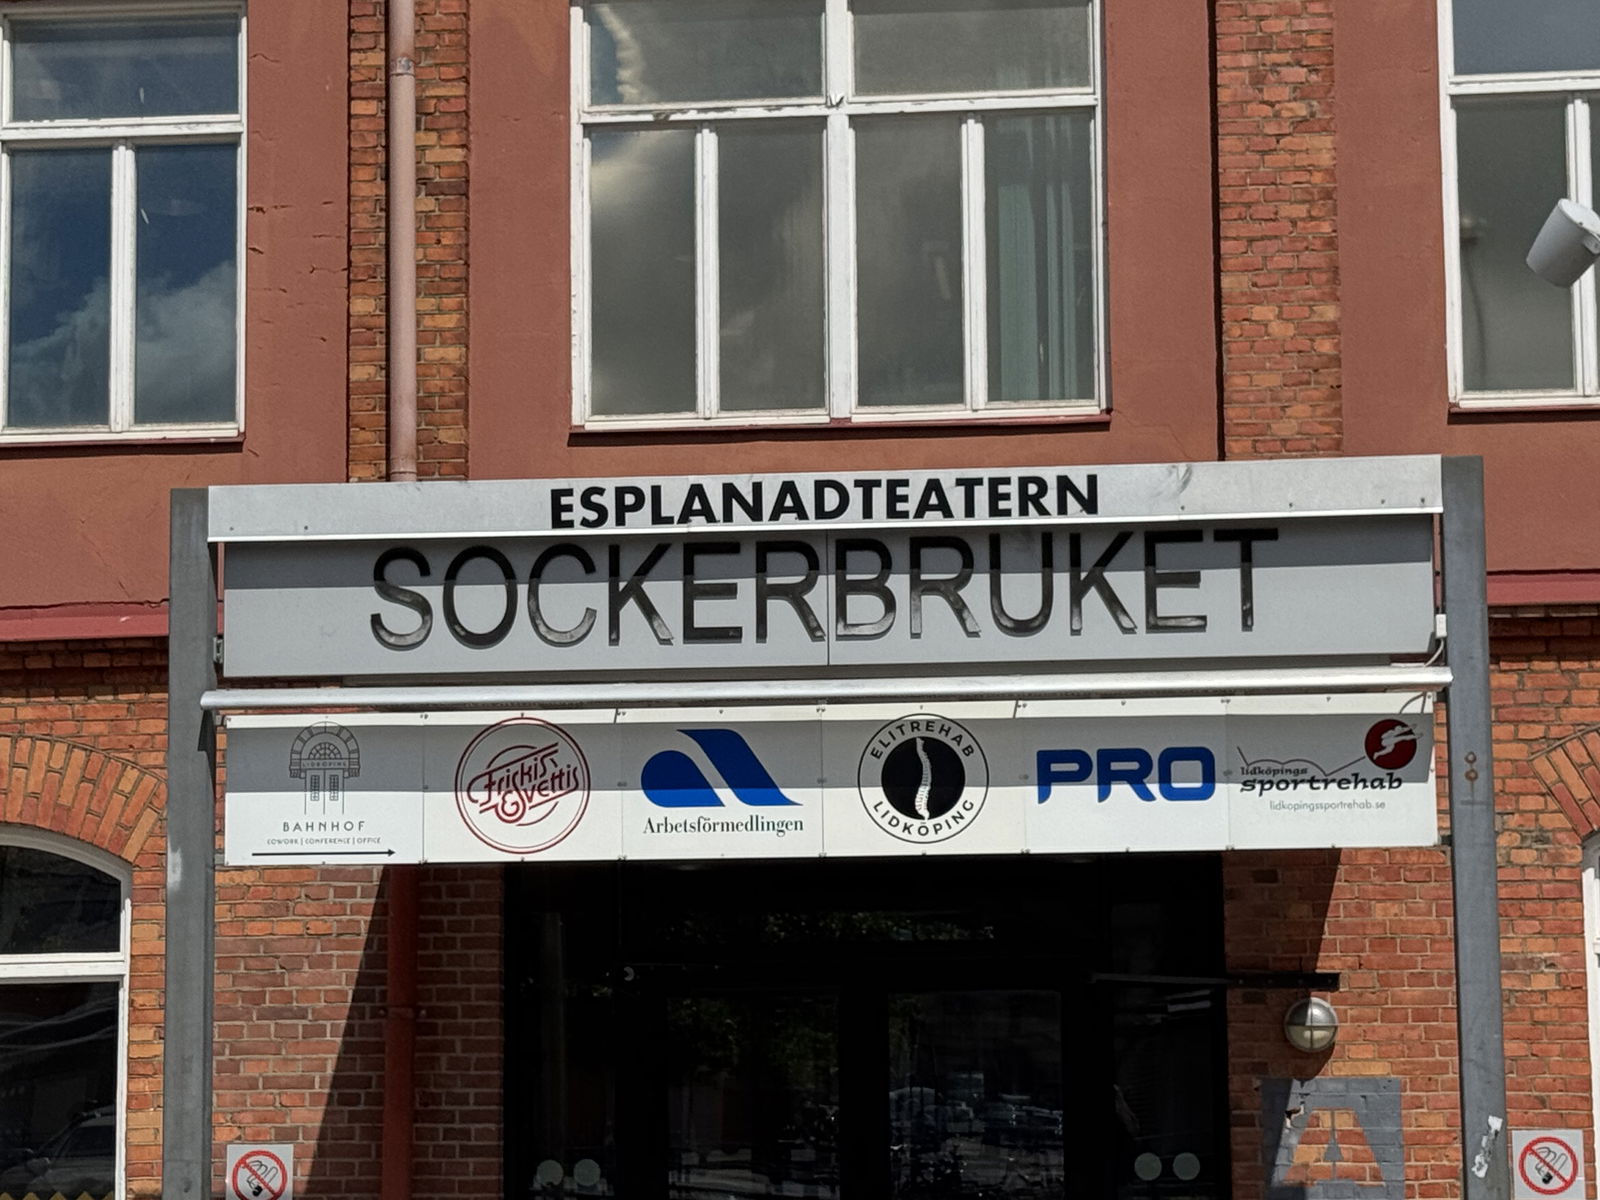 ESPLANADTEATERN
SOCKERBRUKET
LIDKÖPING
BAHNHOF
COWORK | CONFERENCE | OFFICE
Friskis
&Svettis
Arbetsförmedlingen
ELITREHAB
LIDKÖPING
PRO
lidköpings
sportrehab
lidkopingssportrehab.se
A